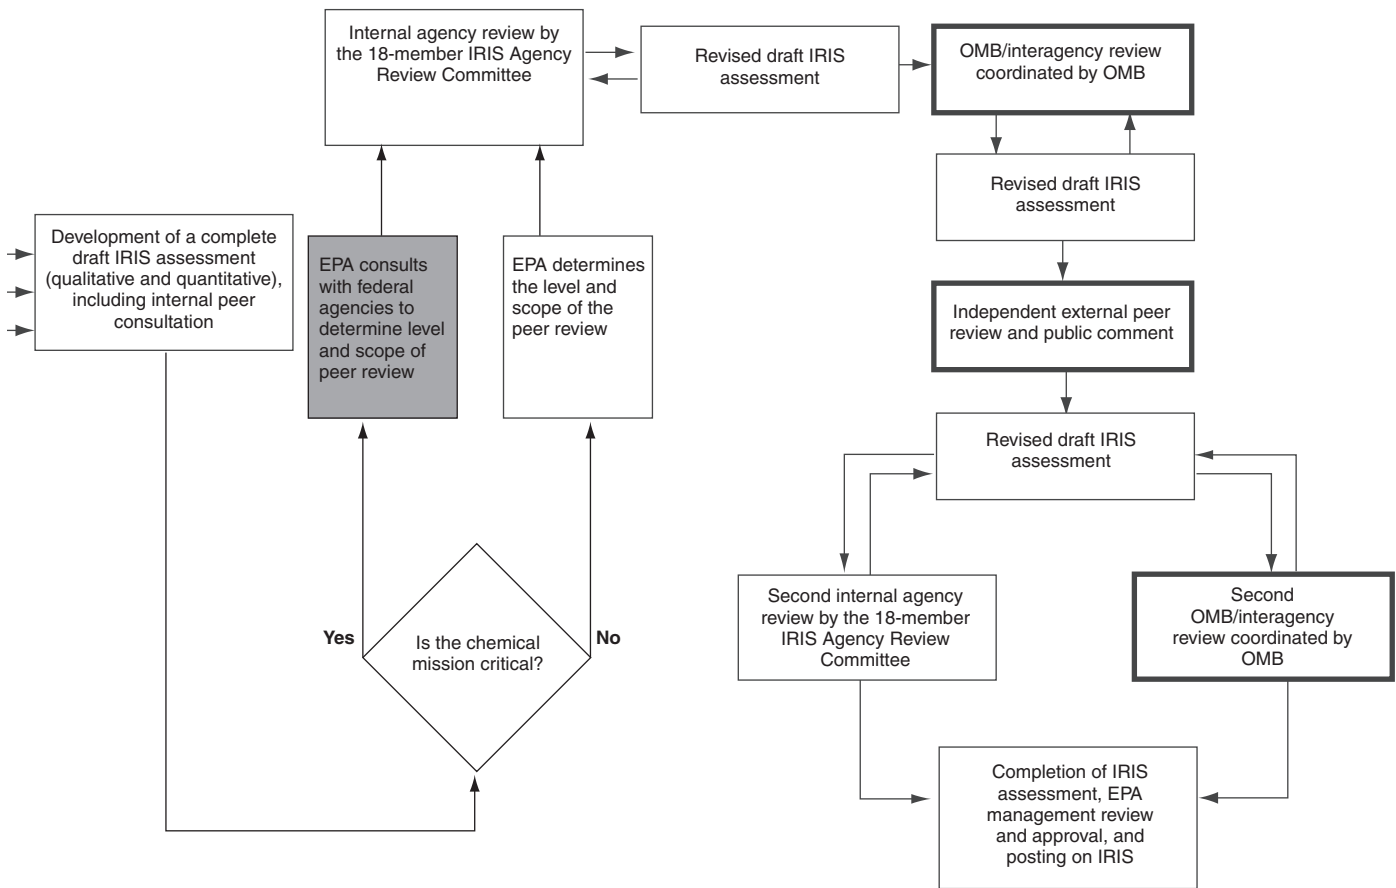 Internal agency review by
the 18-member IRIS Agency
Review Committee
Revised draft IRIS
assessment
OMB/interagency review
coordinated by OMB
Revised draft IRIS
assessment
Development of a complete
draft IRIS assessment
(qualitative and quantitative),
including internal peer
consultation
EPA consults
with federal
agencies to
determine level
and scope of
peer review
EPA determines
the level and
scope of the
peer review
Independent external peer
review and public comment
Revised draft IRIS
assessment
Yes
Is the chemical
mission critical?
No
Second internal agency
review by the 18-member
IRIS Agency Review
Committee
Second
OMB/interagency
review coordinated by
OMB
Completion of IRIS
assessment, EPA
management review
and approval, and
posting on IRIS